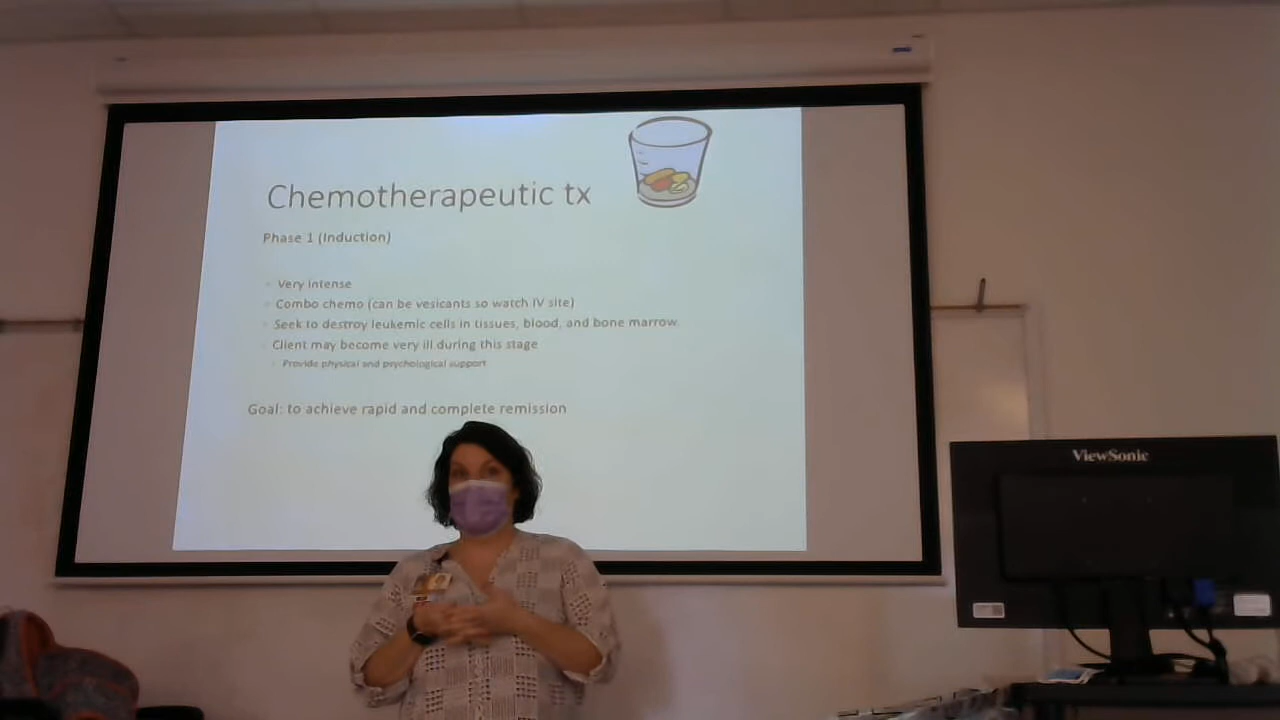 Chemotherapeutic tx
Phase 1 (Induction)
Very intense
Combo chemo (can be vesicants so watch IV site)
Seek to destroy leukemic cells in tissues, blood, and bone marrow.
Client may become very ill during this stage
Provide physical and psychological support
Goal: to achieve rapid and complete remission
ViewSonic